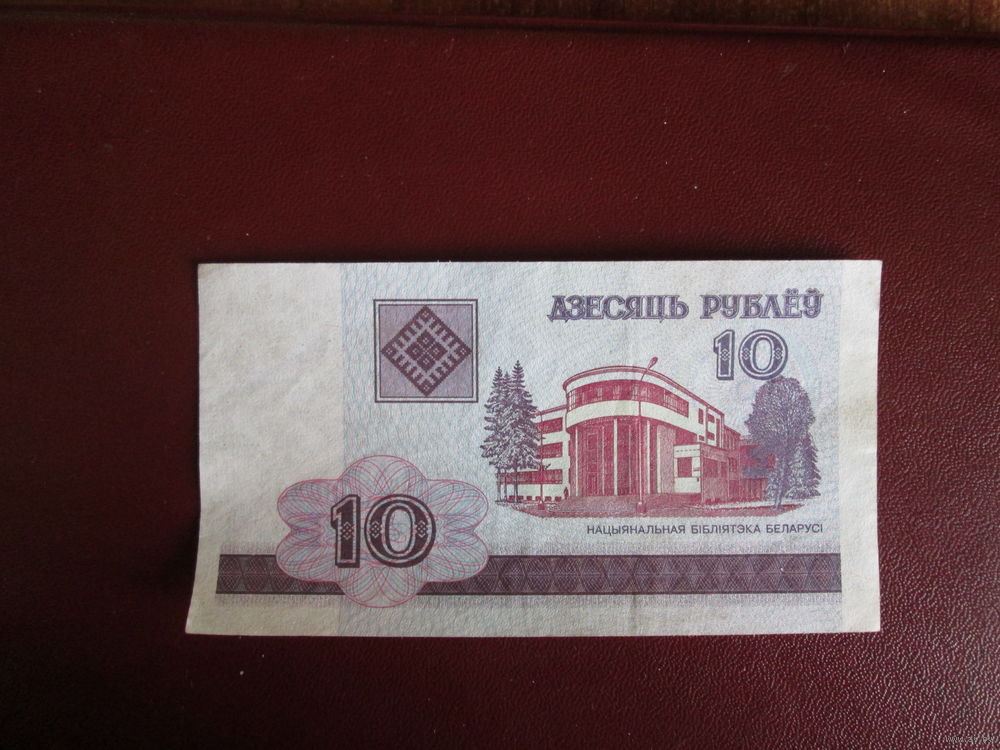 ДЗЕСЯЦЬ РУБЛЁЎ
10
НАЦЫЯНАЛЬНАЯ БІБЛІЯТЭКА БЕЛАРУСІ
10